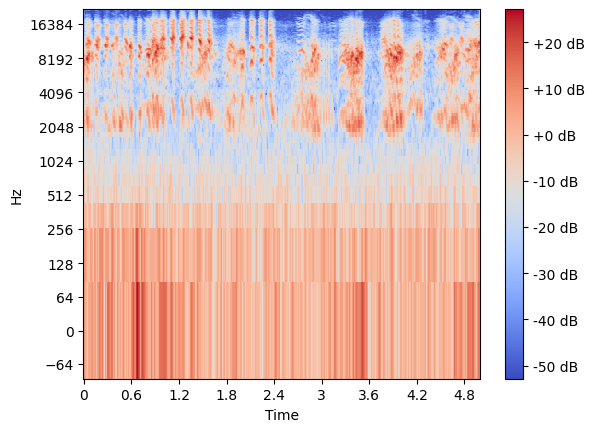 16384
8192
4096
2048
1024
512
256
128
64
0
−64
Hz
0
0.6
1.2
1.8
2.4
3
3.6
4.2
4.8
Time
+20 dB
+10 dB
+0 dB
-10 dB
-20 dB
-30 dB
-40 dB
-50 dB